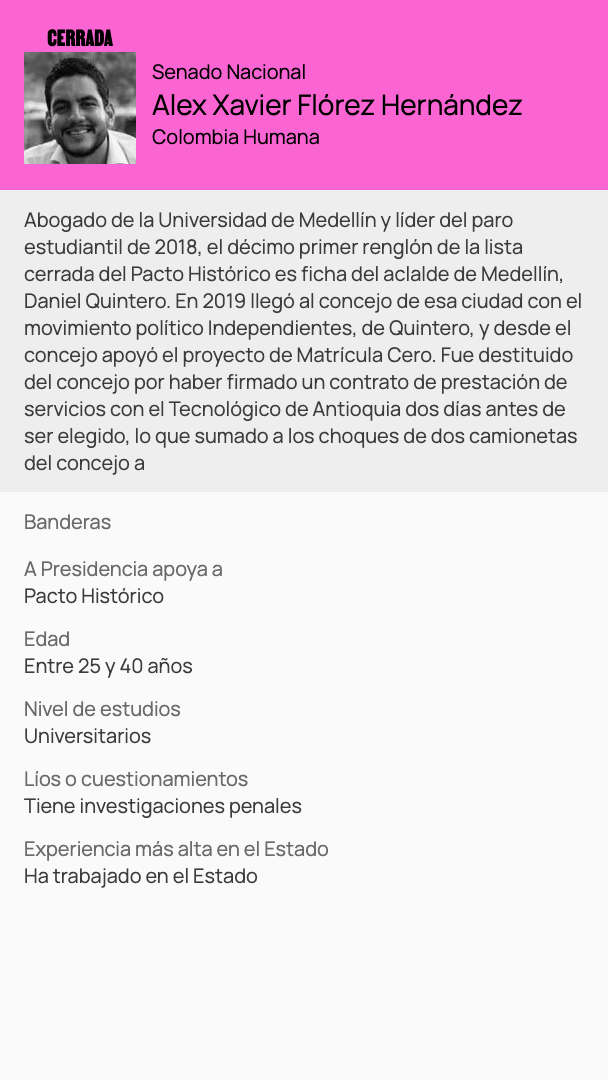 CERRADA
Senado Nacional
Alex Xavier Flórez Hernández
Colombia Humana
Abogado de la Universidad de Medellín y líder del paro
estudiantil de 2018, el décimo primer renglón de la lista
cerrada del Pacto Histórico es ficha del aclalde de Medellín,
Daniel Quintero. En 2019 llegó al concejo de esa ciudad con el
movimiento político Independientes, de Quintero, y desde el
concejo apoyó el proyecto de Matrícula Cero. Fue destituido
del concejo por haber firmado un contrato de prestación de
servicios con el Tecnológico de Antioquia dos días antes de
ser elegido, lo que sumado a los choques de dos camionetas
del concejo a
Banderas
A Presidencia apoya a
Pacto Histórico
Edad
Entre 25 y 40 años
Nivel de estudios
Universitarios
Líos o cuestionamientos
Tiene investigaciones penales
Experiencia más alta en el Estado
Ha trabajado en el Estado